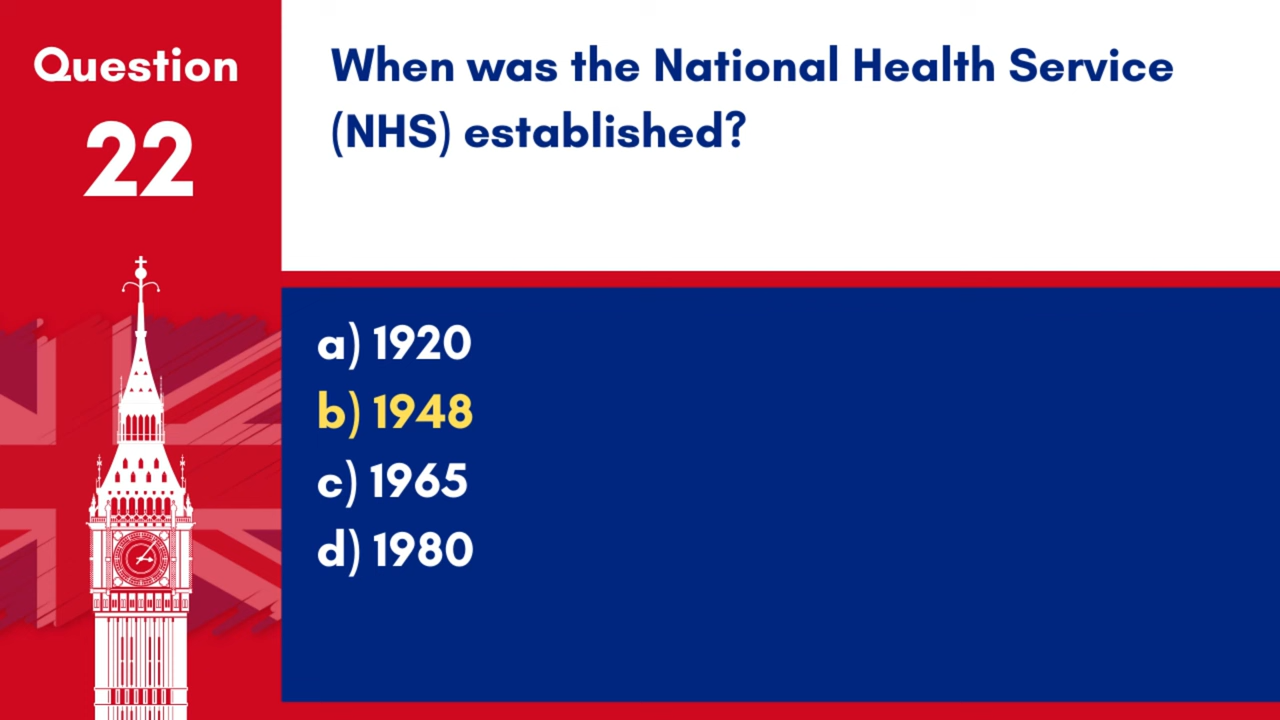 Question
22
When was the National Health Service
(NHS) established?
a) 1920
b) 1948
c) 1965
d) 1980